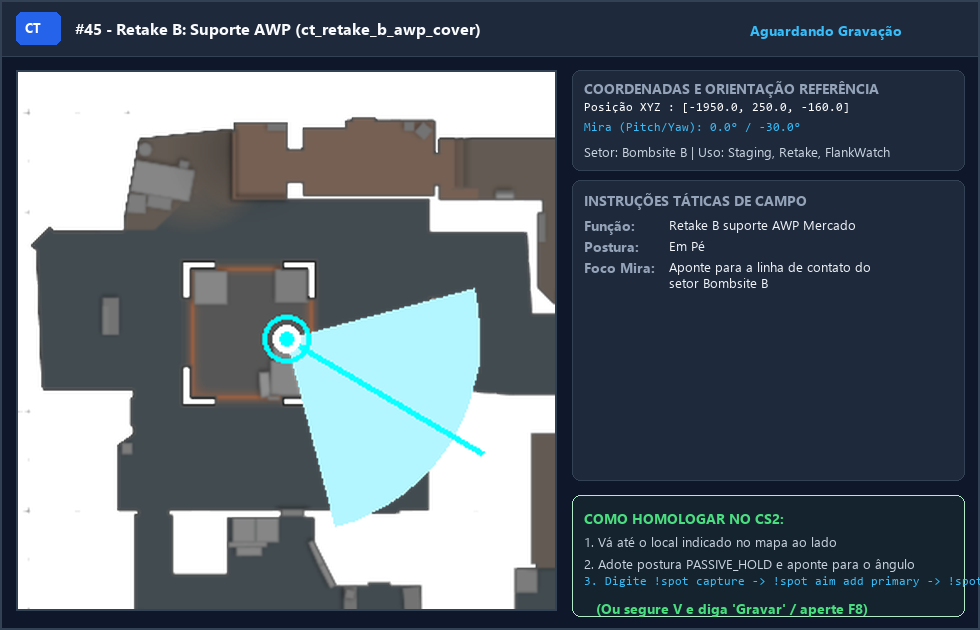 CT
#45 - Retake B: Suporte AWP (ct_retake_b_awp_cover)
Aguardando Gravação
COORDENADAS E ORIENTAÇÃO REFERÊNCIA
Posição XYZ : [-1950.0, 250.0, -160.0]
Mira (Pitch/Yaw): 0.0° / -30.0°
Setor: Bombsite B | Uso: Staging, Retake, FlankWatch
INSTRUÇÕES TÁTICAS DE CAMPO
Função: Retake B suporte AWP Mercado
Postura: Em Pé
Foco Mira: Aponte para a linha de contato do
setor Bombsite B
COMO HOMOLOGAR NO CS2:
1. Vá até o local indicado no mapa ao lado
2. Adote postura PASSIVE_HOLD e aponte para o ângulo
3. Digite !spot capture -> !spot aim add primary -> !spot
(Ou segure V e diga 'Gravar' / aperte F8)